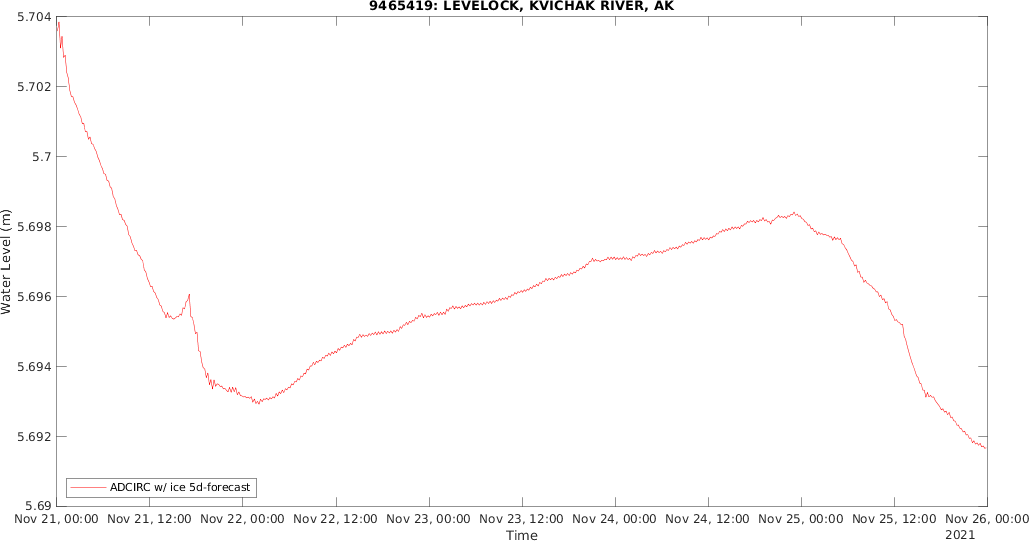 9465419: LEVELOCK, KVICHAK RIVER, AK
5.704
5.702
5.7
5.698
5.696
5.694
5.692
5.69
Water Level (m)
ADCIRC w/ ice 5d-forecast
Nov 21, 00:00 Nov 21, 12:00 Nov 22, 00:00 Nov 22, 12:00 Nov 23, 00:00 Nov 23, 12:00 Nov 24, 00:00 Nov 24, 12:00 Nov 25, 00:00 Nov 25, 12:00 Nov 26, 00:00
2021
Time